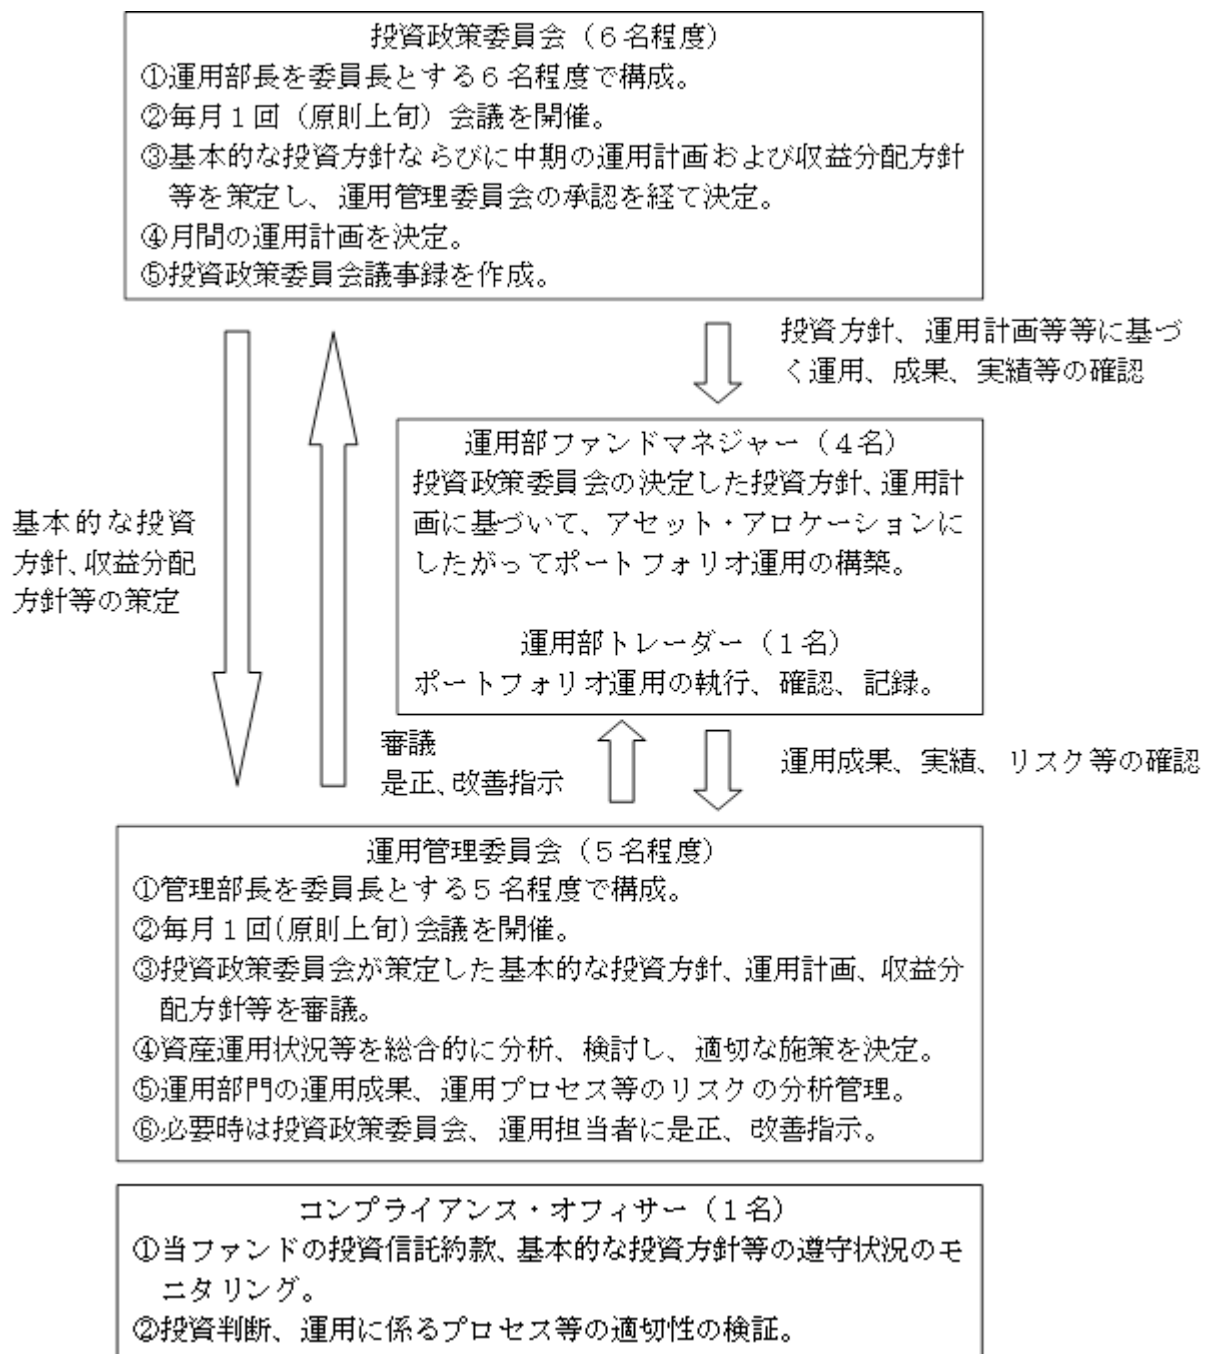 投資政策委員会（６名程度）
①運用部長を委員長とする６名程度で構成。
②毎月１回（原則上旬）会議を開催。
③基本的な投資方針ならびに中期の運用計画および収益分配方針
等を策定し、運用管理委員会の承認を経て決定。
④月間の運用計画を決定。
⑤投資政策委員会議事録を作成。
投資方針、運用計画等等に基づ
く運用、成果、実績等の確認
基本的な投資
方針、収益分配
方針等の策定
運用部ファンドマネジャー（４名）
投資政策委員会の決定した投資方針、運用計
画に基づいて、アセット・アロケーションに
したがってポートフォリオ運用の構築。
運用部トレーダー（１名）
ポートフォリオ運用の執行、確認、記録。
審議
是正、改善指示
運用成果、実績、リスク等の確認
運用管理委員会（５名程度）
①管理部長を委員長とする５名程度で構成。
②毎月１回(原則上旬)会議を開催。
③投資政策委員会が策定した基本的な投資方針、運用計画、収益分
配方針等を審議。
④資産運用状況等を総合的に分析、検討し、適切な施策を決定。
⑤運用部門の運用成果、運用プロセス等のリスクの分析管理。
⑥必要時は投資政策委員会、運用担当者に是正、改善指示。
コンプライアンス・オフィサー（１名）
①当ファンドの投資信託約款、基本的な投資方針等の遵守状況のモ
ニタリング。
②投資判断、運用に係るプロセス等の適切性の検証。